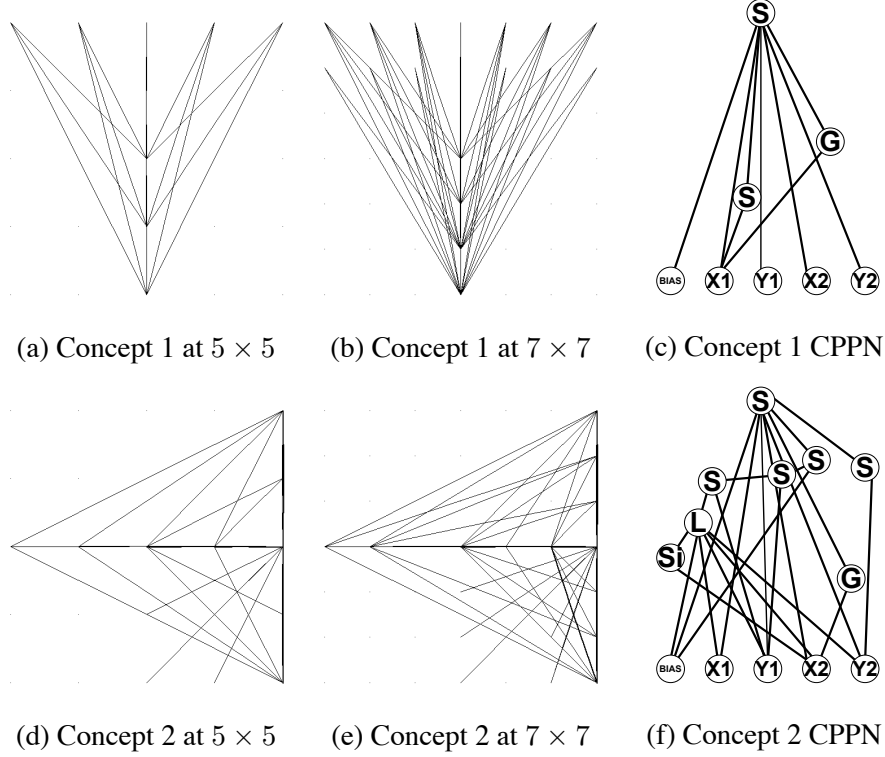 S
G
S
BIAS X1 Y1 X2 Y2
(a) Concept 1 at 5 × 5 (b) Concept 1 at 7 × 7 (c) Concept 1 CPPN
S
S S S S
L
Si G
BIAS X1 Y1 X2 Y2
(d) Concept 2 at 5 × 5 (e) Concept 2 at 7 × 7 (f) Concept 2 CPPN